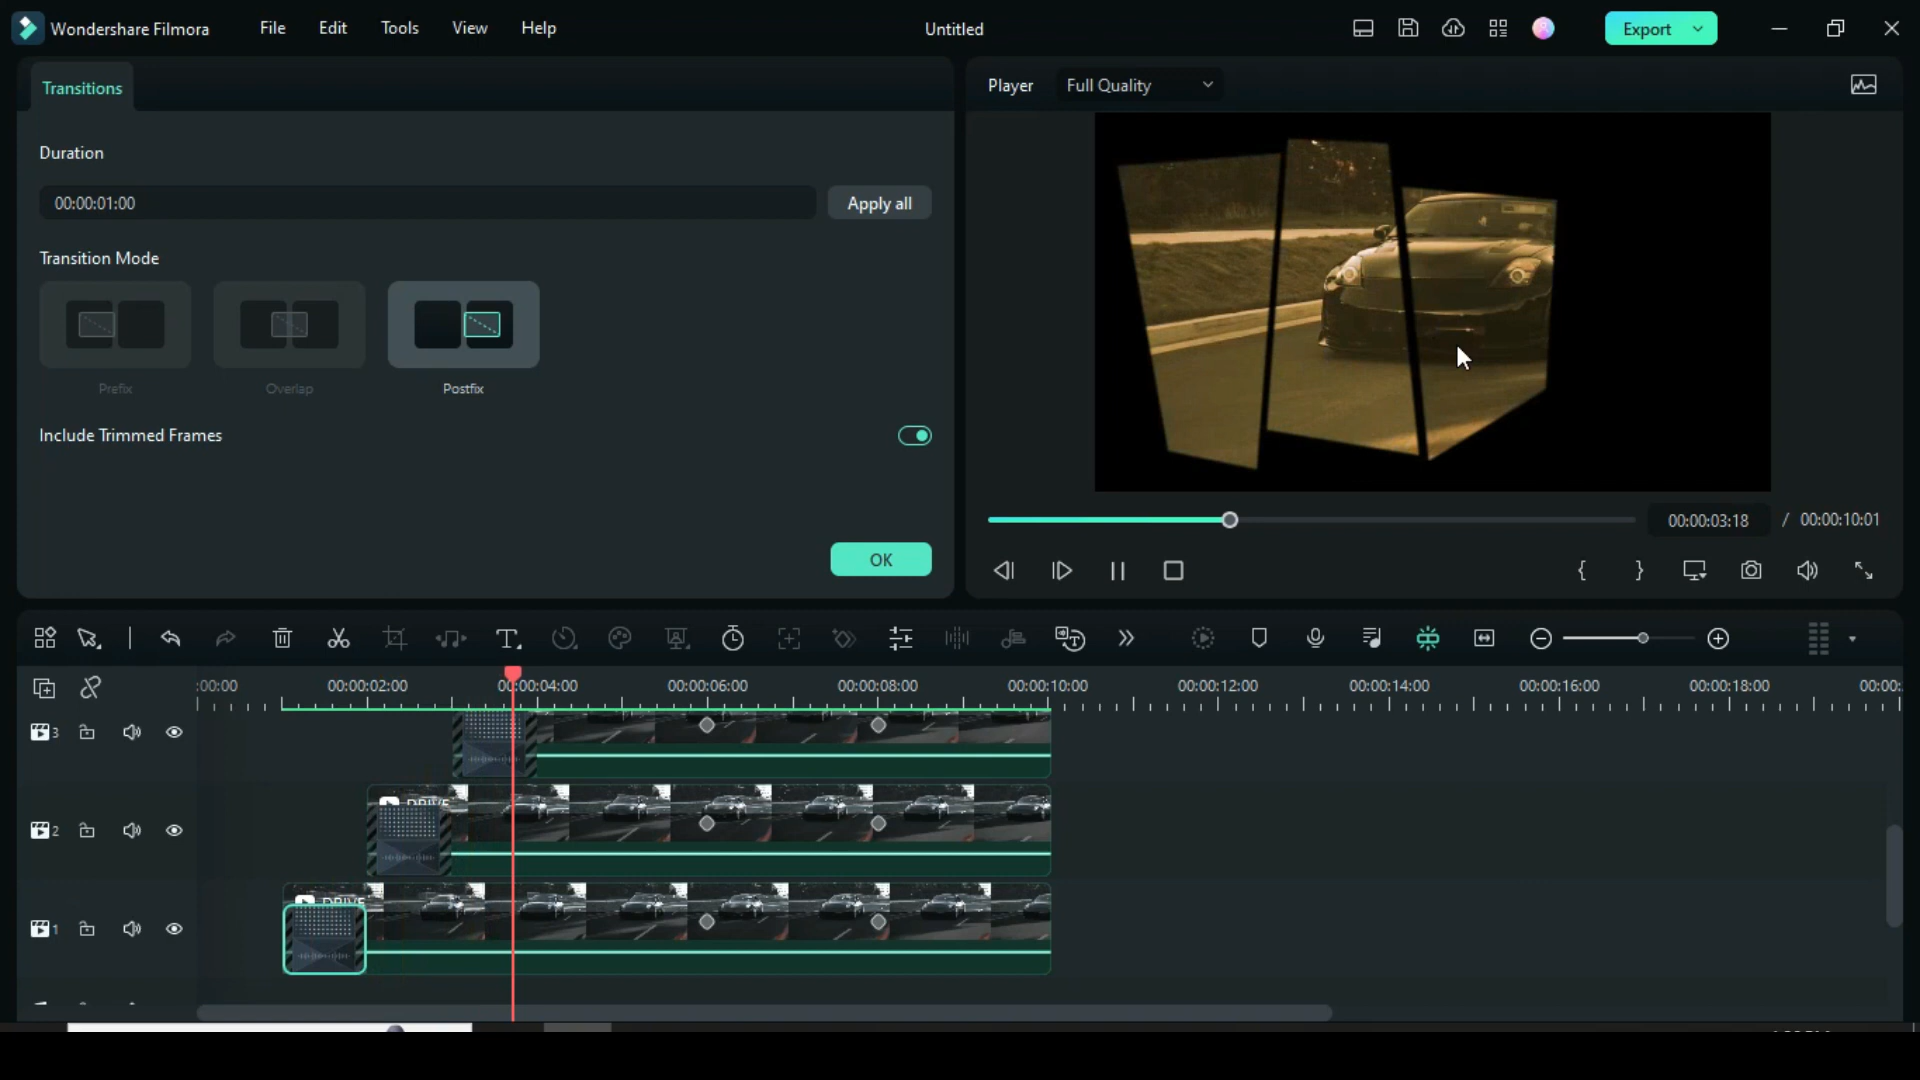 Wondershare Filmora File Edit Tools View Help Untitled Export
Transitions
Player Full Quality
Duration
00:00:01:00 Apply all
Transition Mode
Prefix Overlap Postfix
Include Trimmed Frames
OK
00:00:03:18 / 00:00:10:01
:00:00 00:00:02:00 00:00:04:00 00:00:06:00 00:00:08:00 00:00:10:00 00:00:12:00 00:00:14:00 00:00:16:00 00:00:18:00 00:00:
3
2
DRIVE
1
DRIVE